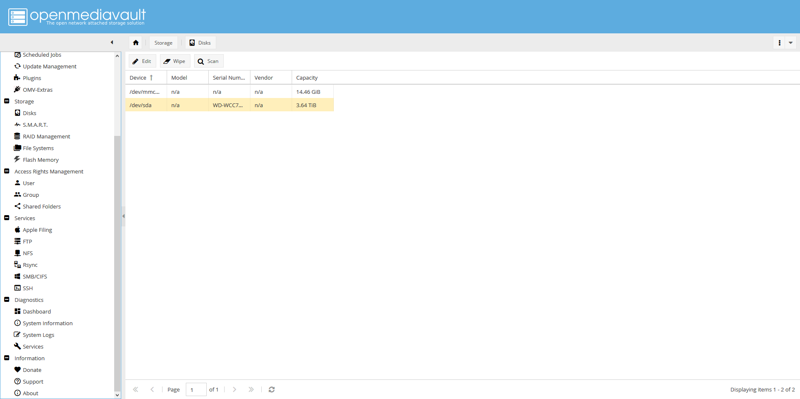 openmediavault
The open network attached storage solution
Storage
Disks
Scheduled Jobs
Update Management
Plugins
OMV-Extras
Storage
Disks
S.M.A.R.T.
RAID Management
File Systems
Flash Memory
Access Rights Management
User
Group
Shared Folders
Services
Apple Filing
FTP
NFS
Rsync
SMB/CIFS
SSH
Diagnostics
Dashboard
System Information
System Logs
Services
Information
Donate
Support
About
Edit Wipe Scan
Device Model Serial Num... Vendor Capacity
/dev/mmc... n/a n/a n/a 14.46 GiB
/dev/sda n/a WD-WCC7... n/a 3.64 TiB
Page 1 of 1
Displaying items 1 - 2 of 2